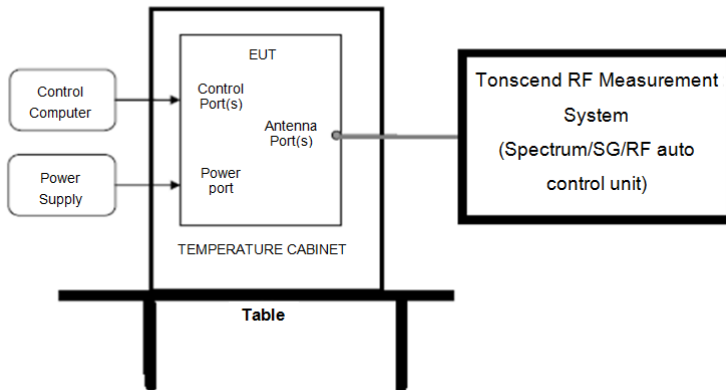 EUT
Control
Computer
Control
Port(s)
Antenna
Port(s)
Power
Supply
Power
port
TEMPERATURE CABINET
Table
Tonscend RF Measurement
System
(Spectrum/SG/RF auto
control unit)